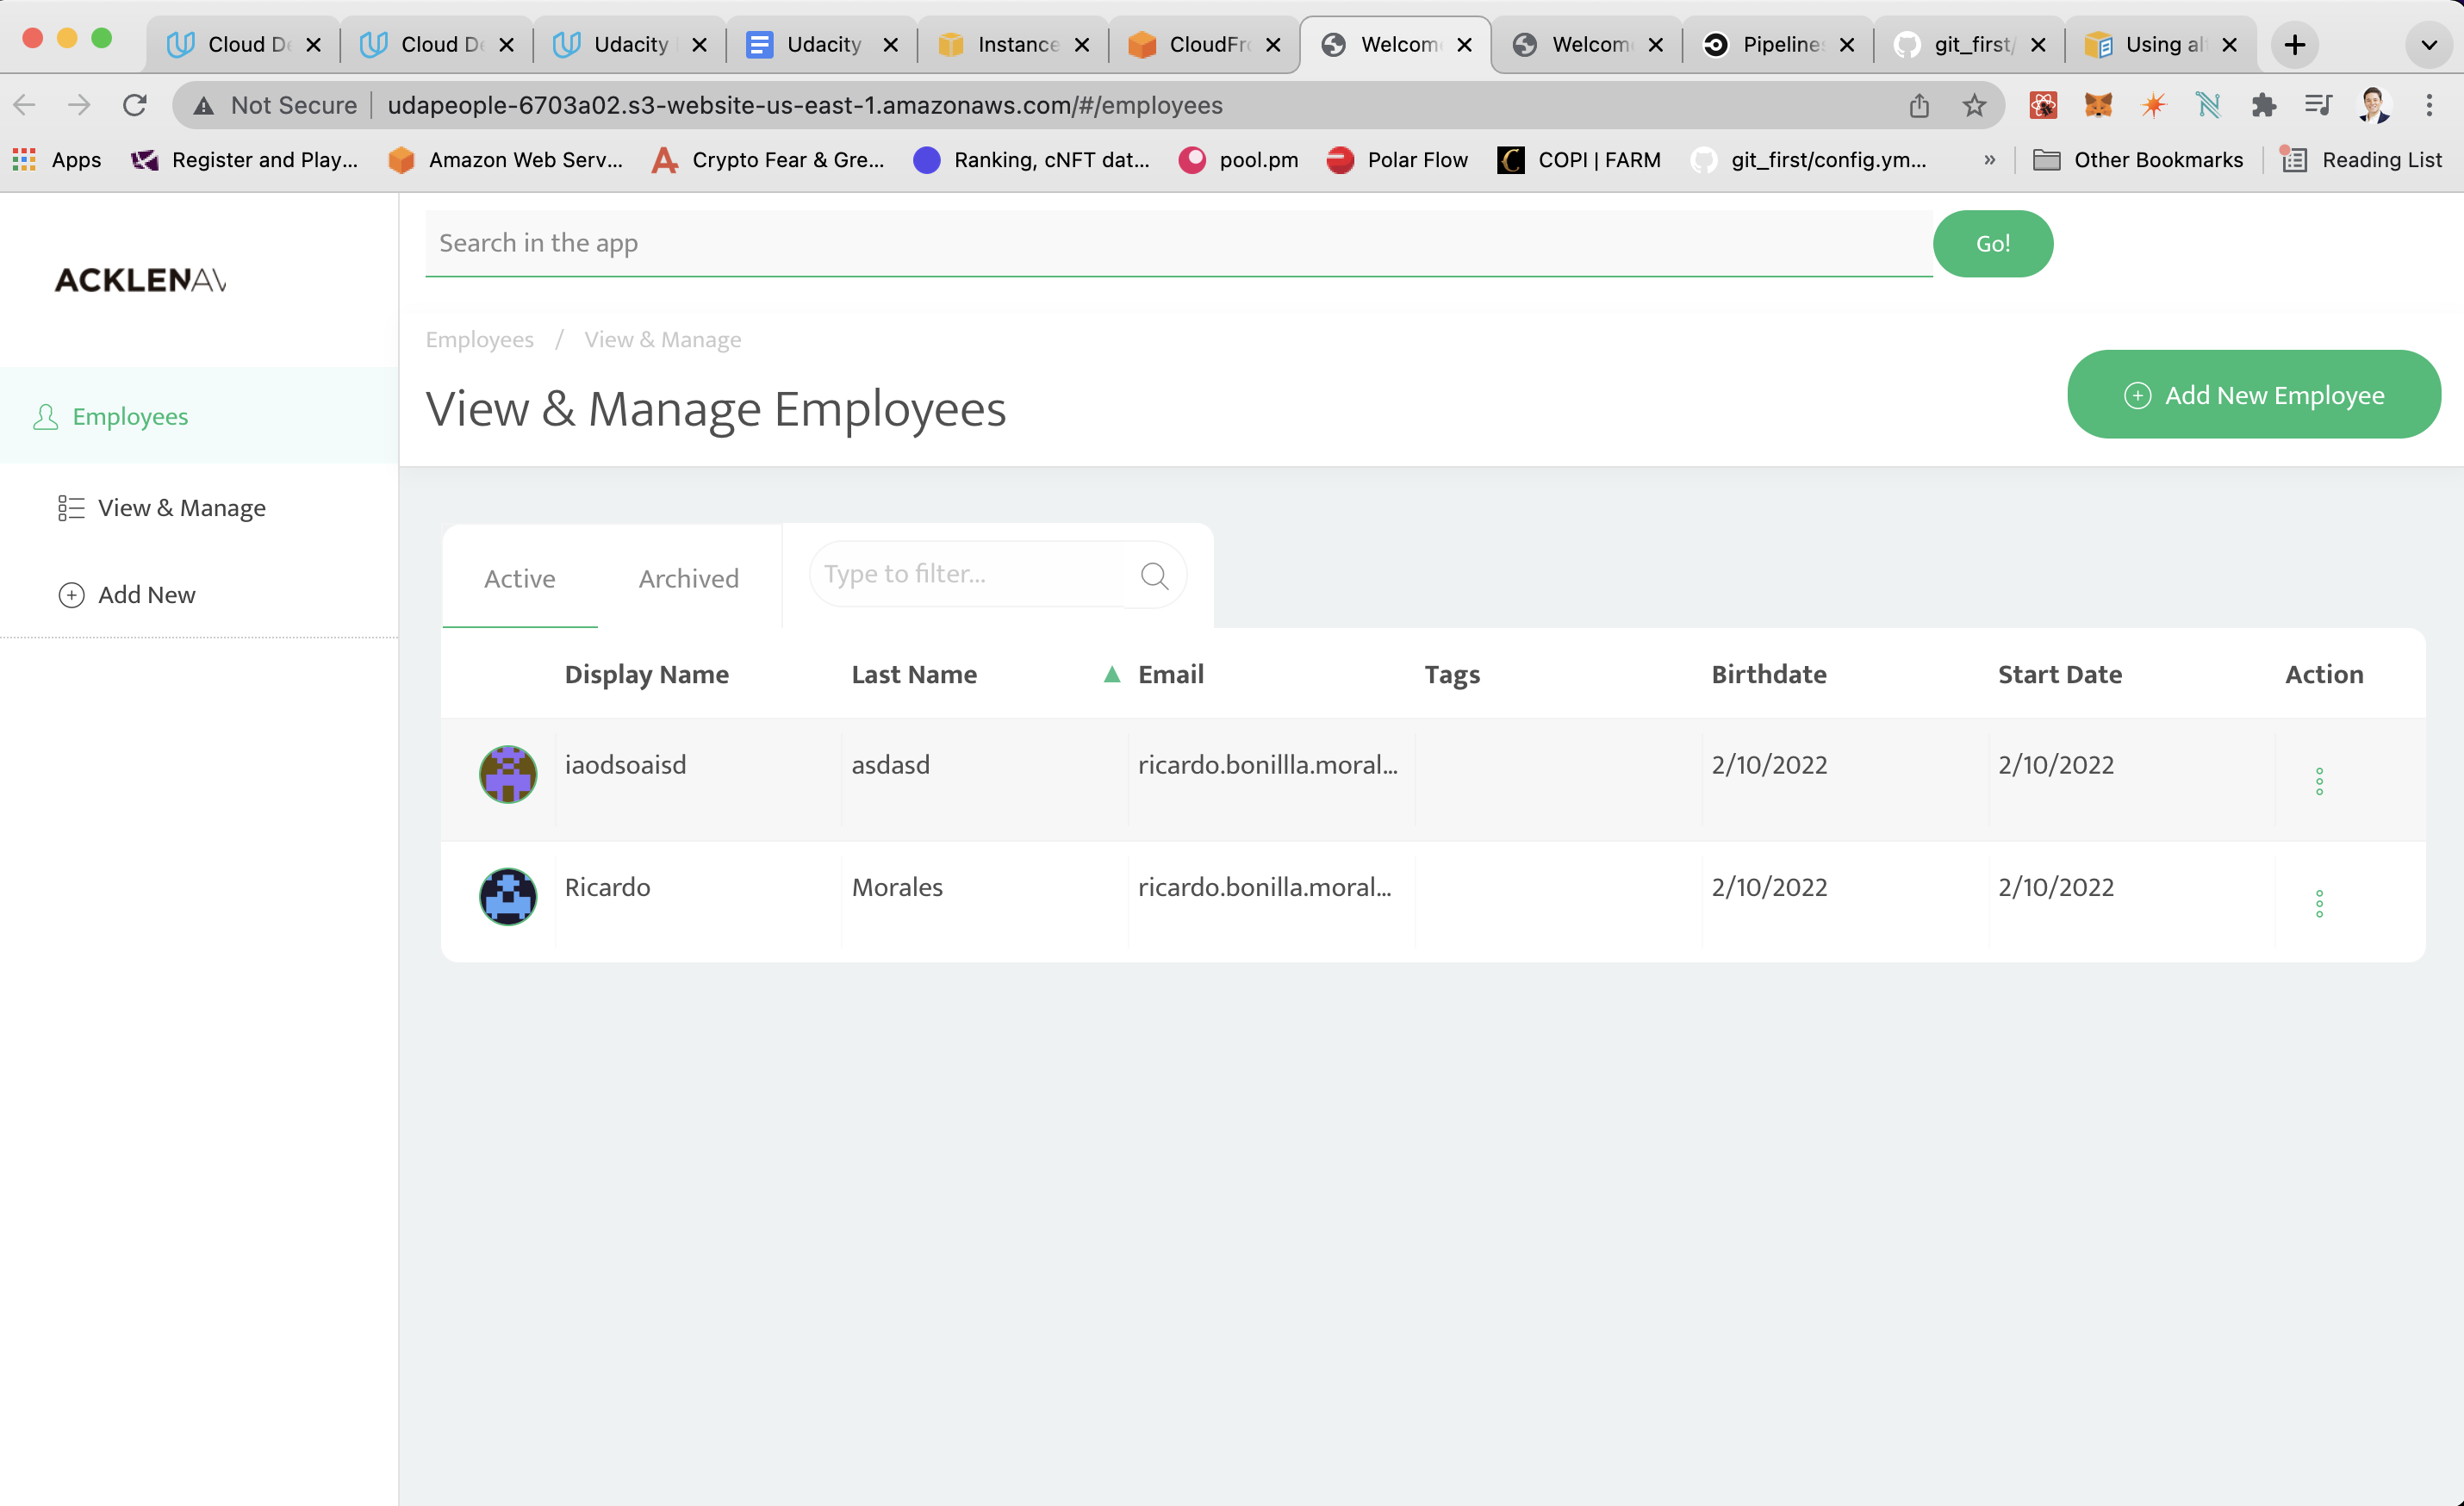 Cloud De
Cloud De
Udacity
Udacity
Instance
CloudFro
Welcom
Welcom
Pipelines
git_first/
Using al
Not Secure
udapeople-6703a02.s3-website-us-east-1.amazonaws.com/#/employees
Apps
Register and Play...
Amazon Web Serv...
Crypto Fear & Gre...
Ranking, cNFT dat...
pool.pm
Polar Flow
COPI | FARM
git_first/config.ym...
»
Other Bookmarks
Reading List
ACKLENAV
Search in the app
Go!
Employees / View & Manage
View & Manage Employees
Add New Employee
Employees
View & Manage
Add New
Active
Archived
Type to filter...
Display Name Last Name Email Tags Birthdate Start Date Action
iaodsoaisd asdasd ricardo.bonillla.moral... 2/10/2022 2/10/2022
Ricardo Morales ricardo.bonilla.moral... 2/10/2022 2/10/2022